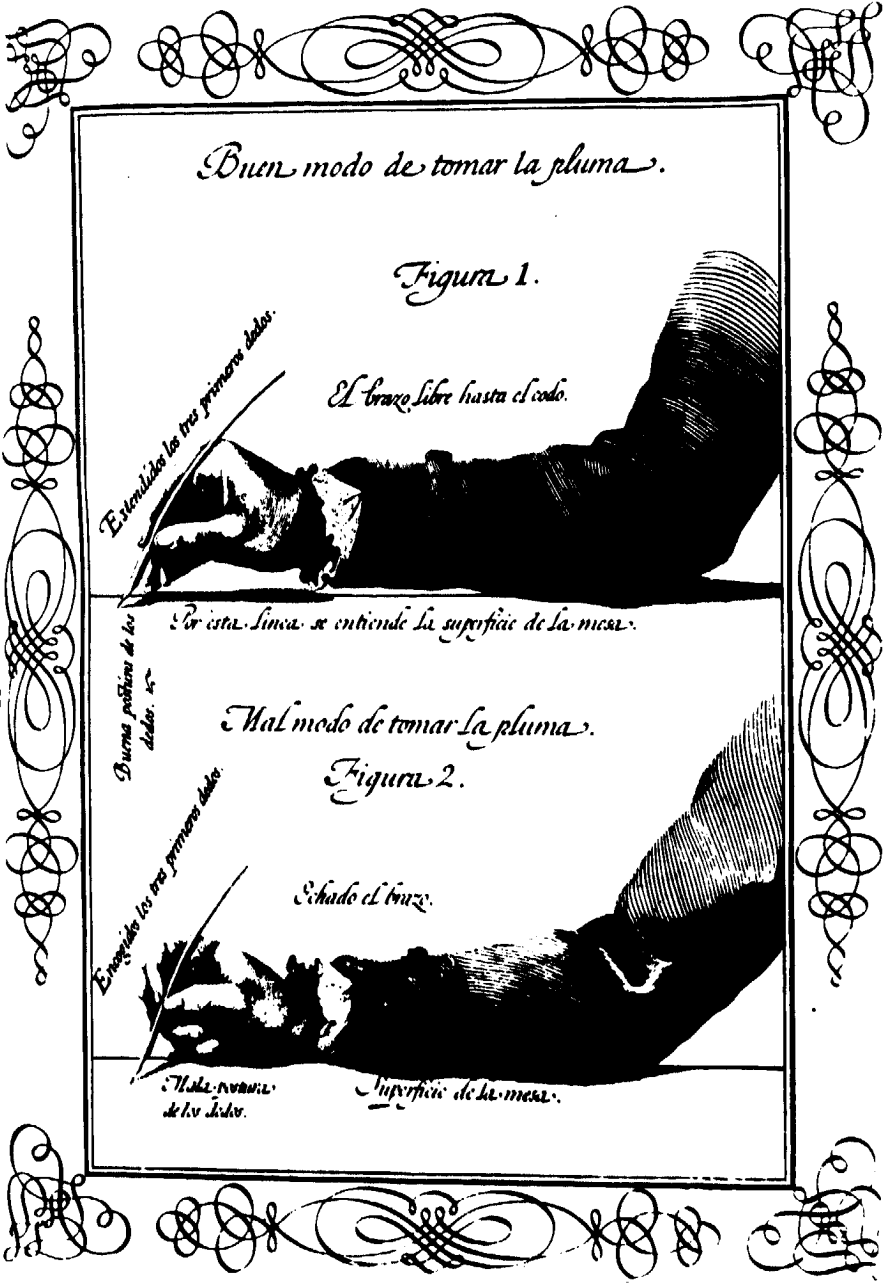 Buen modo de tomar la pluma.
Figura 1.
Estendidos los tres primeros dedos.
El brazo libre hasta el codo.
Por esta linea se entiende la superficie de la mesa.
Buena postura de los
dedos.
Mal modo de tomar la pluma.
Figura 2.
Encogidos los tres primeros dedos.
Echado el brazo.
Mala postura
de los dedos.
Superficie de la mesa.